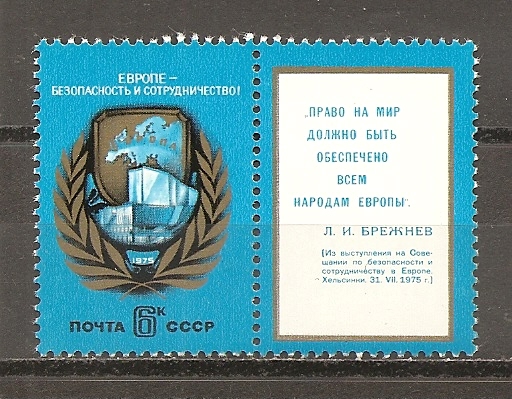 ЕВРОПЕ –
БЕЗОПАСНОСТЬ И СОТРУДНИЧЕСТВО!
ЕВРОПА
1975
ПОЧТА 6К СССР
„ПРАВО НА МИР
ДОЛЖНО БЫТЬ
ОБЕСПЕЧЕНО
ВСЕМ
НАРОДАМ ЕВРОПЫ".
Л. И. БРЕЖНЕВ
[Из выступления на Сове-
щании по безопасности и
сотрудничеству в Европе.
Хельсинки, 31. VII. 1975 г.]